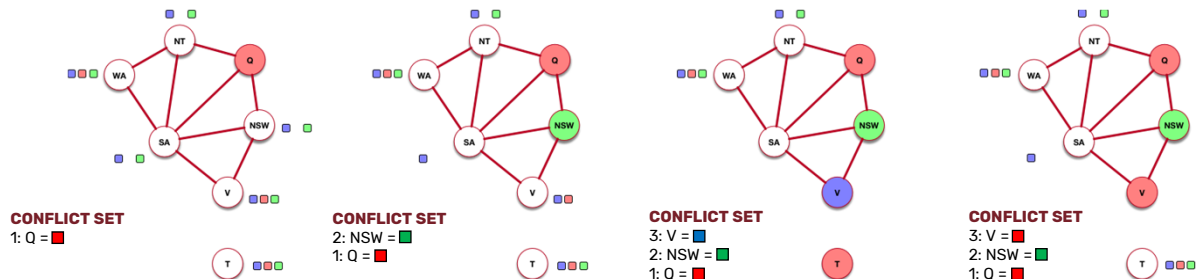 NT
Q
WA
NSW
SA
V
CONFLICT SET
1: Q =
T
NT
Q
WA
NSW
SA
V
CONFLICT SET
2: NSW =
1: Q =
T
NT
Q
WA
NSW
SA
V
CONFLICT SET
3: V =
2: NSW =
1: Q =
T
NT
Q
WA
NSW
SA
V
CONFLICT SET
3: V =
2: NSW =
1: Q =
T